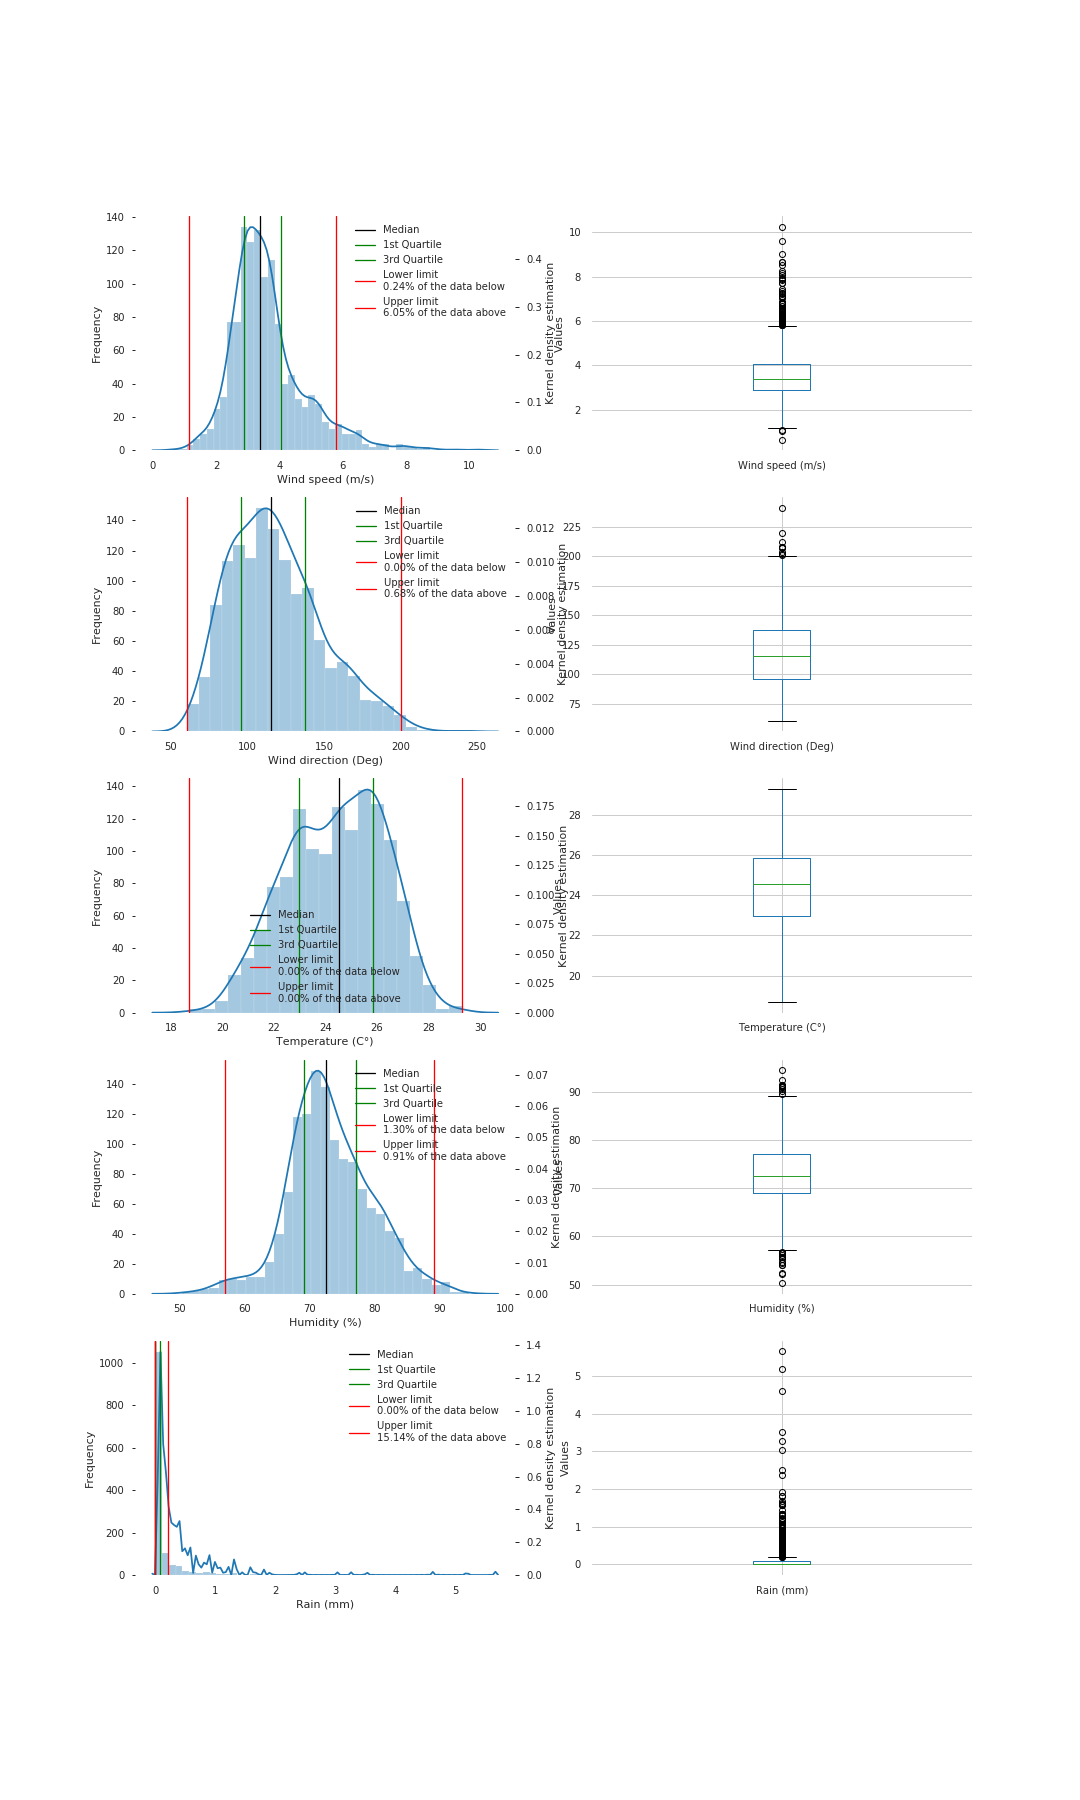 140
120
100
80
60
40
20
0
Frequency
0 2 4 6 8 10
Wind speed (m/s)
Median
1st Quartile
3rd Quartile
Lower limit
0.24% of the data below
Upper limit
6.05% of the data above
0.4
0.3
0.2
0.1
0.0
Kernel density estimation
Values
10
8
6
4
2
Wind speed (m/s)
140
120
100
80
60
40
20
0
Frequency
50 100 150 200 250
Wind direction (Deg)
Median
1st Quartile
3rd Quartile
Lower limit
0.00% of the data below
Upper limit
0.68% of the data above
0.012
0.010
0.008
0.006
0.004
0.002
0.000
Kernel density estimation
Values
225
200
175
150
125
100
75
Wind direction (Deg)
140
120
100
80
60
40
20
0
Frequency
18 20 22 24 26 28 30
Temperature (C°)
Median
1st Quartile
3rd Quartile
Lower limit
0.00% of the data below
Upper limit
0.00% of the data above
0.175
0.150
0.125
0.100
0.075
0.050
0.025
0.000
Kernel density estimation
Values
28
26
24
22
20
Temperature (C°)
140
120
100
80
60
40
20
0
Frequency
50 60 70 80 90 100
Humidity (%)
Median
1st Quartile
3rd Quartile
Lower limit
1.30% of the data below
Upper limit
0.91% of the data above
0.07
0.06
0.05
0.04
0.03
0.02
0.01
0.00
Kernel density estimation
Values
90
80
70
60
50
Humidity (%)
1000
800
600
400
200
0
Frequency
0 1 2 3 4 5
Rain (mm)
Median
1st Quartile
3rd Quartile
Lower limit
0.00% of the data below
Upper limit
15.14% of the data above
1.4
1.2
1.0
0.8
0.6
0.4
0.2
0.0
Kernel density estimation
Values
5
4
3
2
1
0
Rain (mm)